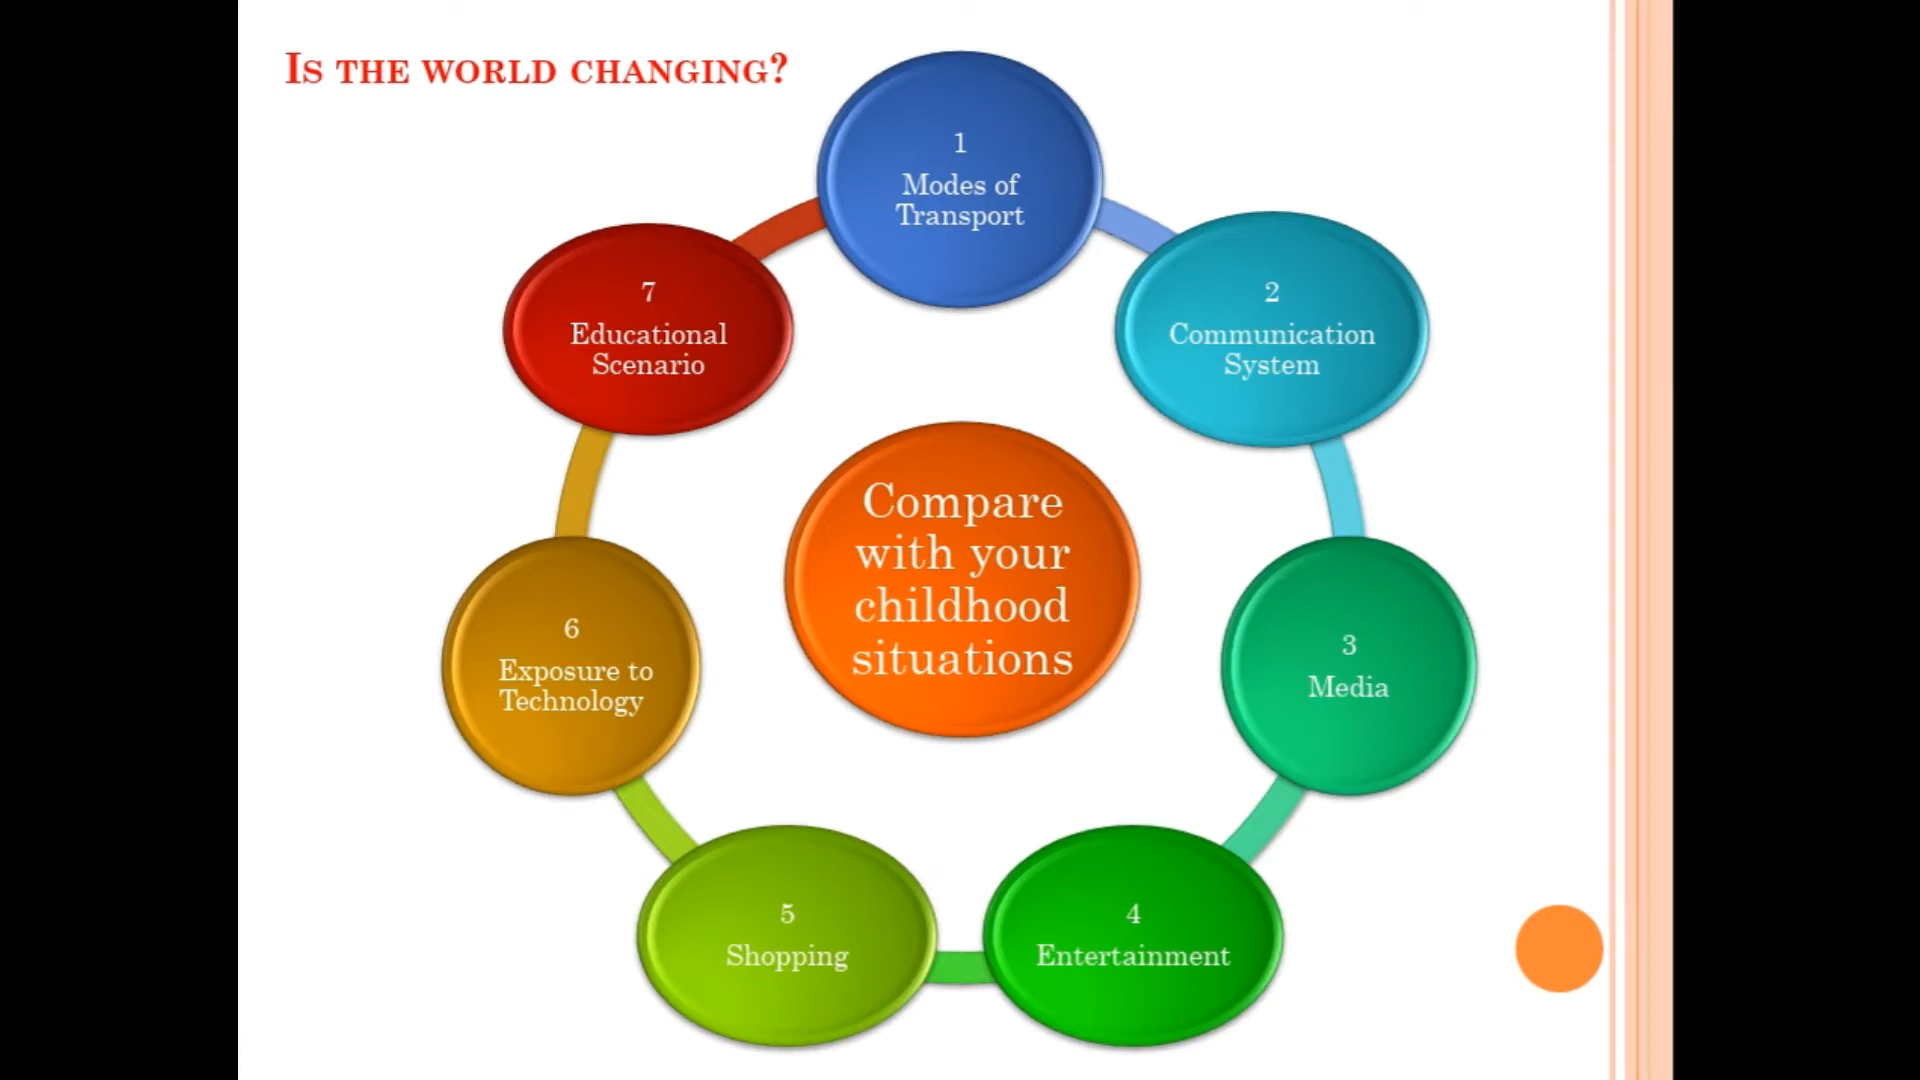 Is the world changing?
1
Modes of
Transport
2
Communication
System
3
Media
4
Entertainment
5
Shopping
6
Exposure to
Technology
7
Educational
Scenario
Compare
with your
childhood
situations